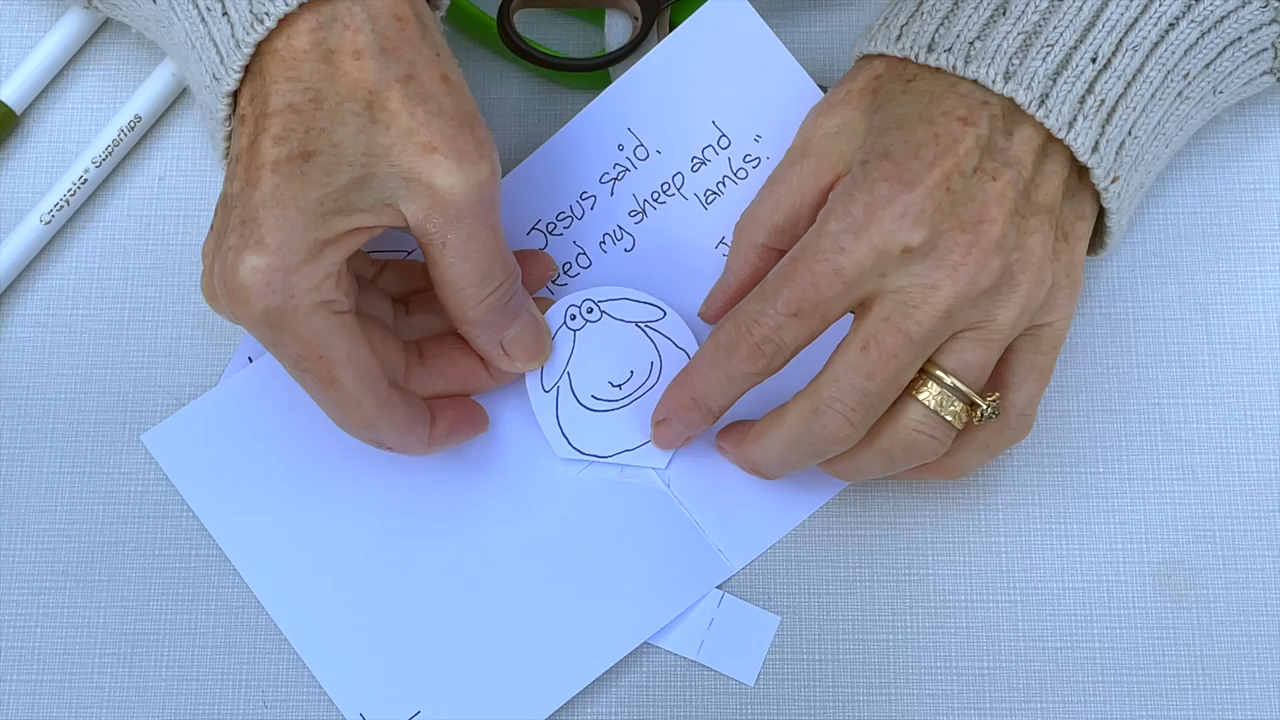 Crayola® SuperTips
Jesus said,
feed my sheep and
lambs."
J